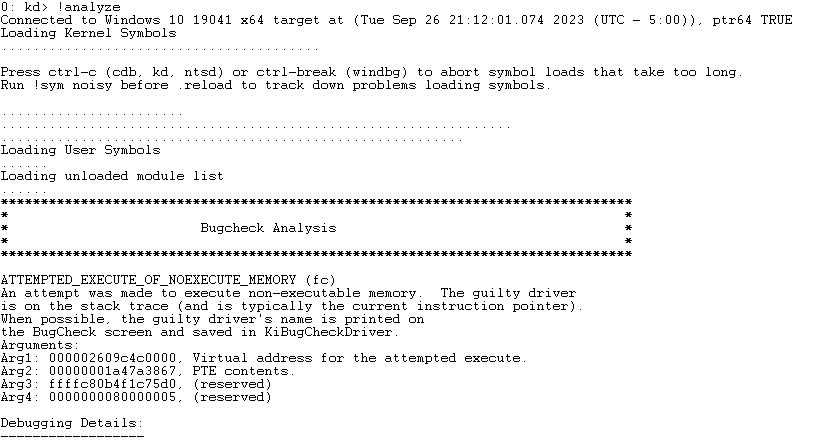 0: kd> !analyze
Connected to Windows 10 19041 x64 target at (Tue Sep 26 21:12:01.074 2023 (UTC - 5:00)), ptr64 TRUE
Loading Kernel Symbols
........................................
Press ctrl-c (cdb, kd, ntsd) or ctrl-break (windbg) to abort symbol loads that take too long.
Run !sym noisy before .reload to track down problems loading symbols.
.......................
................................................................
..........................................................
Loading User Symbols
......
Loading unloaded module list
......
*******************************************************************************
*                                                                             *
*                        Bugcheck Analysis                                    *
*                                                                             *
*******************************************************************************
ATTEMPTED_EXECUTE_OF_NOEXECUTE_MEMORY (fc)
An attempt was made to execute non-executable memory.  The guilty driver
is on the stack trace (and is typically the current instruction pointer).
When possible, the guilty driver's name is printed on
the BugCheck screen and saved in KiBugCheckDriver.
Arguments:
Arg1: 000002609c4c0000, Virtual address for the attempted execute.
Arg2: 00000001a47a3867, PTE contents.
Arg3: ffffc80b4f1c75d0, (reserved)
Arg4: 0000000080000005, (reserved)
Debugging Details:
------------------